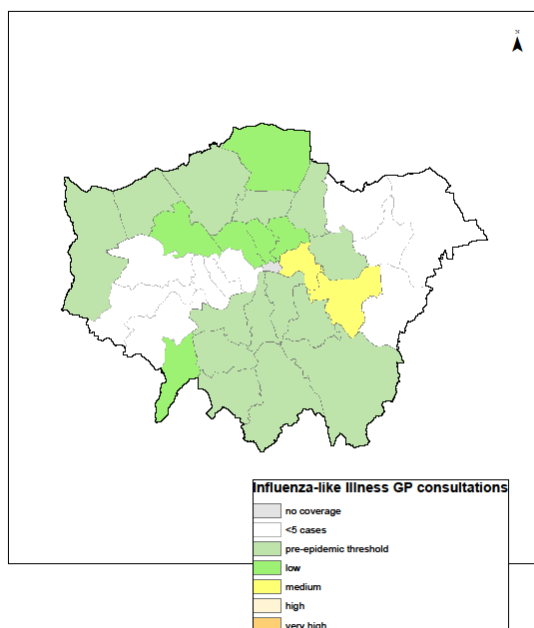 N
Influenza-like Illness GP consultations
no coverage
<5 cases
pre-epidemic threshold
low
medium
high
very high